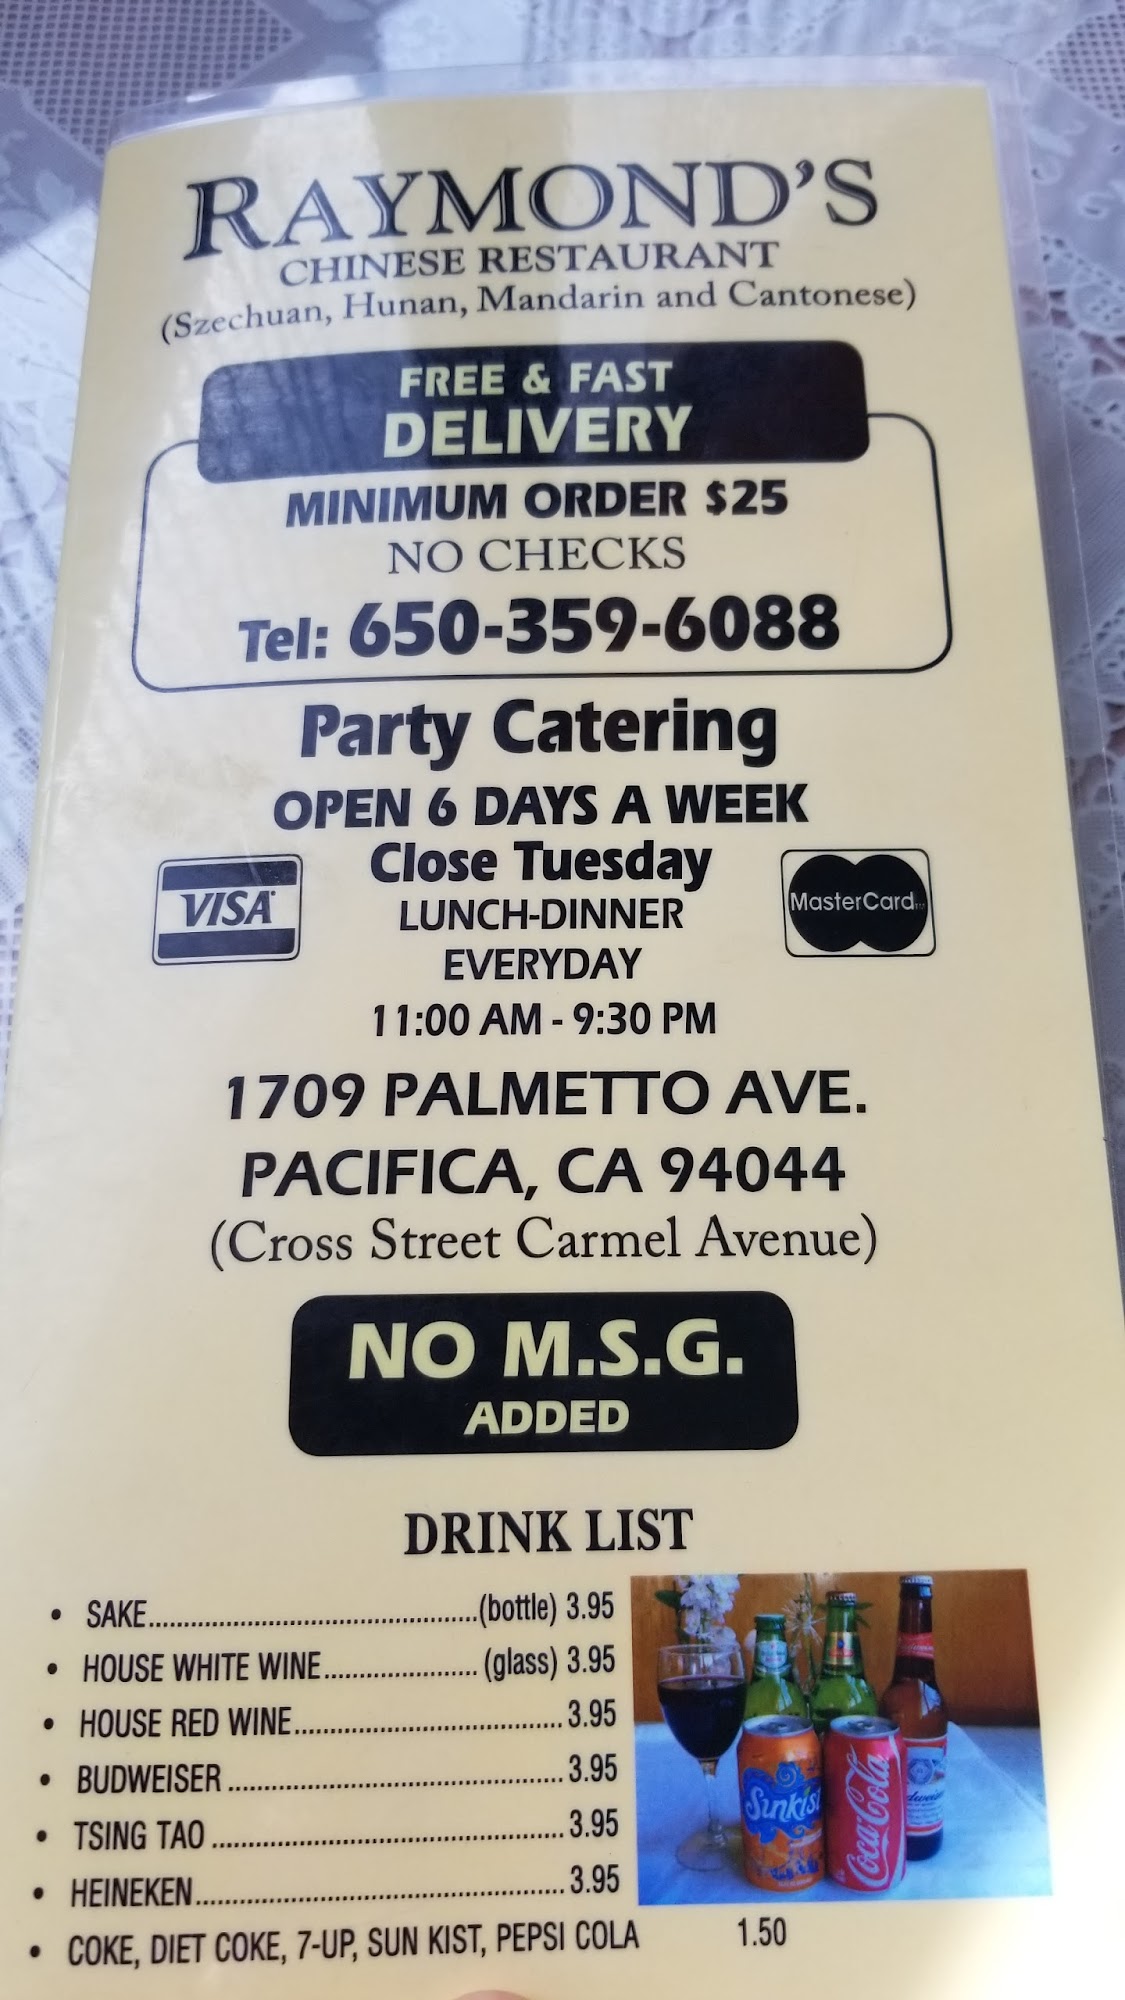 RAYMOND'S
CHINESE RESTAURANT
(Szechuan, Hunan, Mandarin and Cantonese)
FREE & FAST
DELIVERY
MINIMUM ORDER $25
NO CHECKS
Tel: 650-359-6088
Party Catering
OPEN 6 DAYS A WEEK
Close Tuesday
VISA
MasterCard
LUNCH-DINNER
EVERYDAY
11:00 AM - 9:30 PM
1709 PALMETTO AVE.
PACIFICA, CA 94044
(Cross Street Carmel Avenue)
NO M.S.G.
ADDED
DRINK LIST
• SAKE..............................................(bottle) 3.95
• HOUSE WHITE WINE...................... (glass) 3.95
• HOUSE RED WINE....................................... 3.95
• BUDWEISER ................................................. 3.95
• TSING TAO .................................................... 3.95
• HEINEKEN...................................................... 3.95
• COKE, DIET COKE, 7-UP, SUN KIST, PEPSI COLA 1.50
Sunkist
Coca-Cola